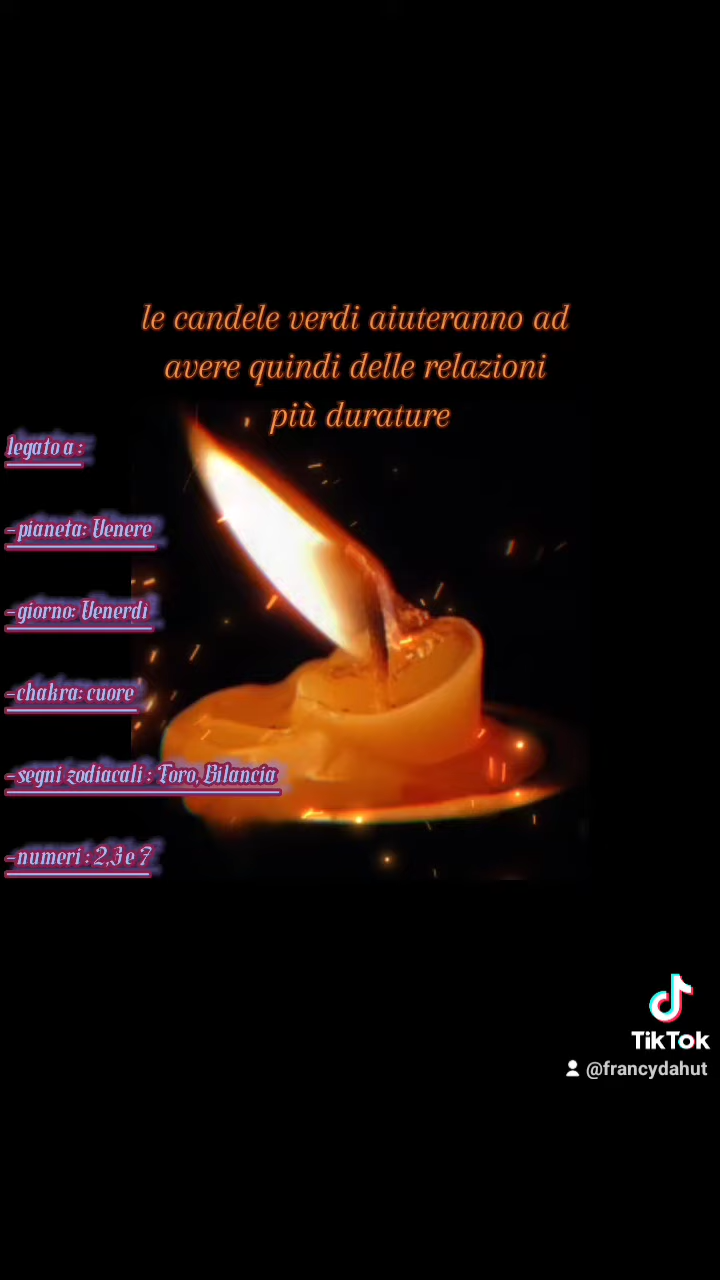 le candele verdi aiuteranno ad
avere quindi delle relazioni
più durature
legato a :
-pianeta: Venere
-giorno: Venerdì
-chakra: cuore
-segni zodiacali : Toro, Bilancia
-numeri : 2,3 e 7
TikTok
@francydahut